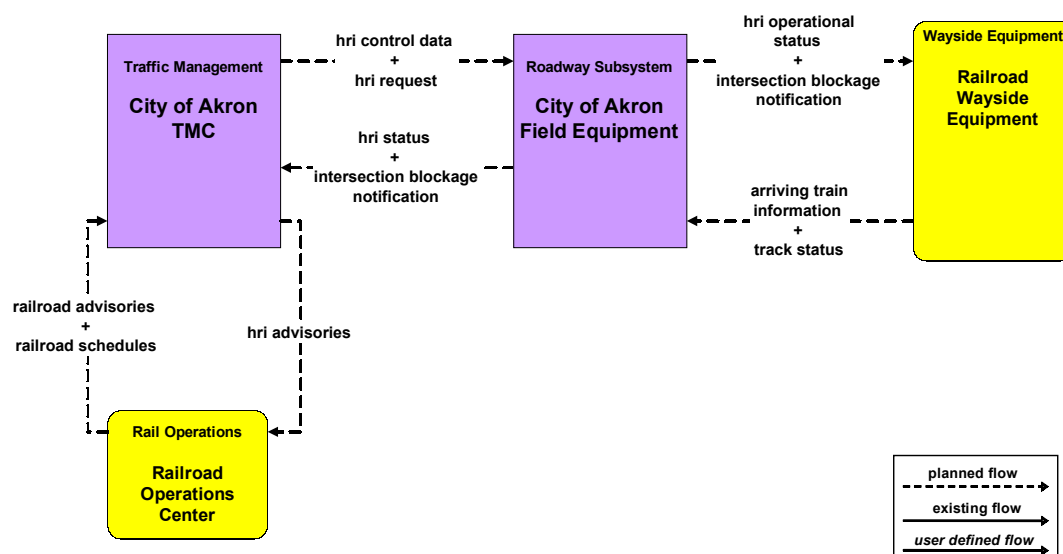 Traffic Management
City of Akron
TMC
hri control data
+
hri request
hri status
+
intersection blockage
notification
Roadway Subsystem
City of Akron
Field Equipment
hri operational
status
+
intersection blockage
notification
arriving train
information
+
track status
Wayside Equipment
Railroad
Wayside
Equipment
railroad advisories
+
railroad schedules
hri advisories
Rail Operations
Railroad
Operations
Center
planned flow
existing flow
user defined flow